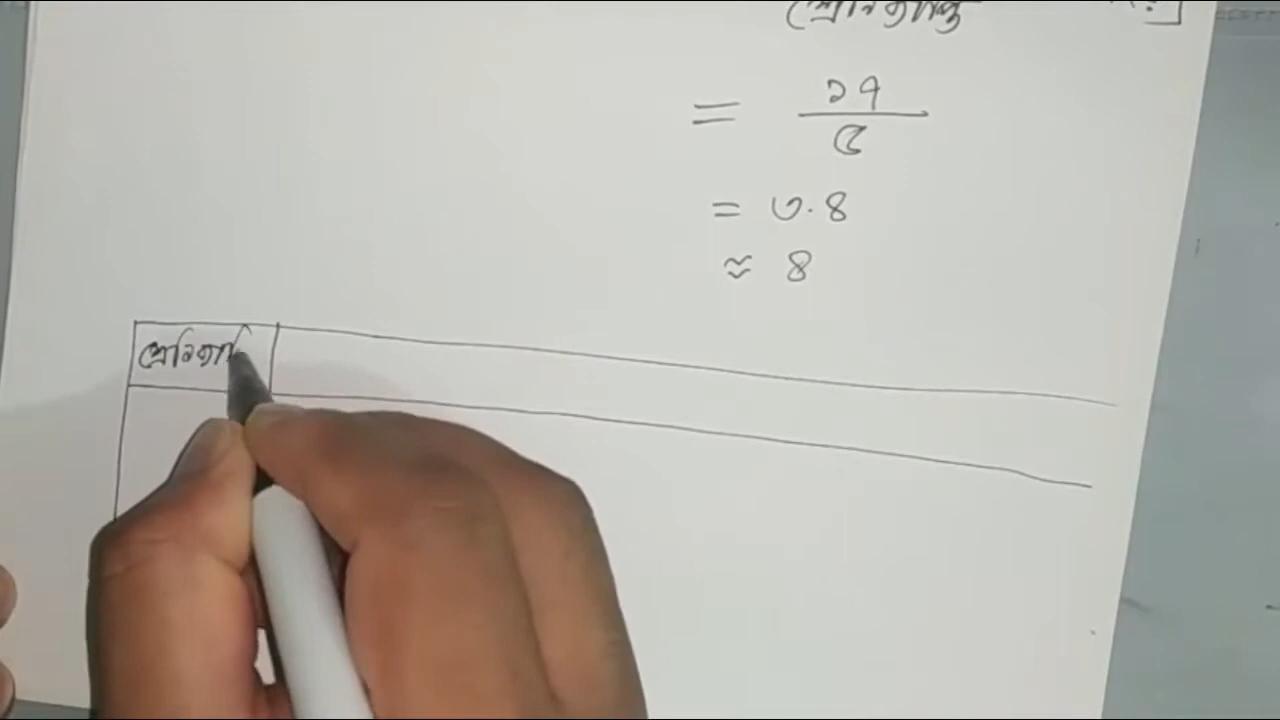 শ্রেণিব্যাপ্তি
= ১৭/৫
= ৩.৪
≈ ৪
শ্রেণিব্যা